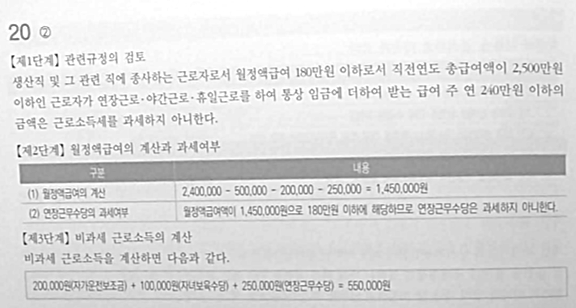 20 ②
【제1단계】 관련규정의 검토
생산직 및 그 관련 직에 종사하는 근로자로서 월정액급여 180만원 이하로서 직전연도 총급여액이 2,500만원
이하인 근로자가 연장근로·야간근로·휴일근로를 하여 통상 임금에 더하여 받는 급여 주 연 240만원 이하의
금액은 근로소득세를 과세하지 아니한다.
【제2단계】 월정액급여의 계산과 과세여부
구분 내용
(1) 월정액급여의 계산 2,400,000 - 500,000 - 200,000 - 250,000 = 1,450,000원
(2) 연장근무수당의 과세여부 월정액급여액이 1,450,000원으로 180만원 이하에 해당하므로 연장근무수당은 과세하지 아니한다.
【제3단계】 비과세 근로소득의 계산
비과세 근로소득을 계산하면 다음과 같다.
200,000원(자가운전보조금) + 100,000원(자녀보육수당) + 250,000원(연장근무수당) = 550,000원